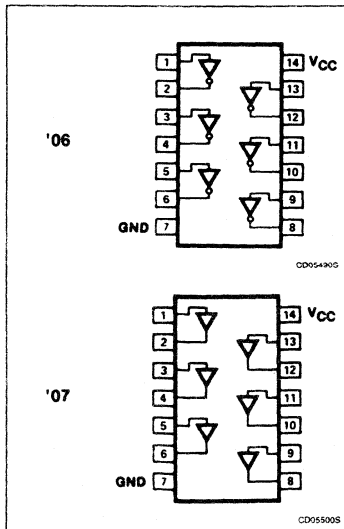 1 14 VCC
2 13
3 12
'06
4 11
5 10
6 9
GND 7 8
CD05490S
1 14 VCC
2 13
3 12
'07
4 11
5 10
6 9
GND 7 8
CD05500S